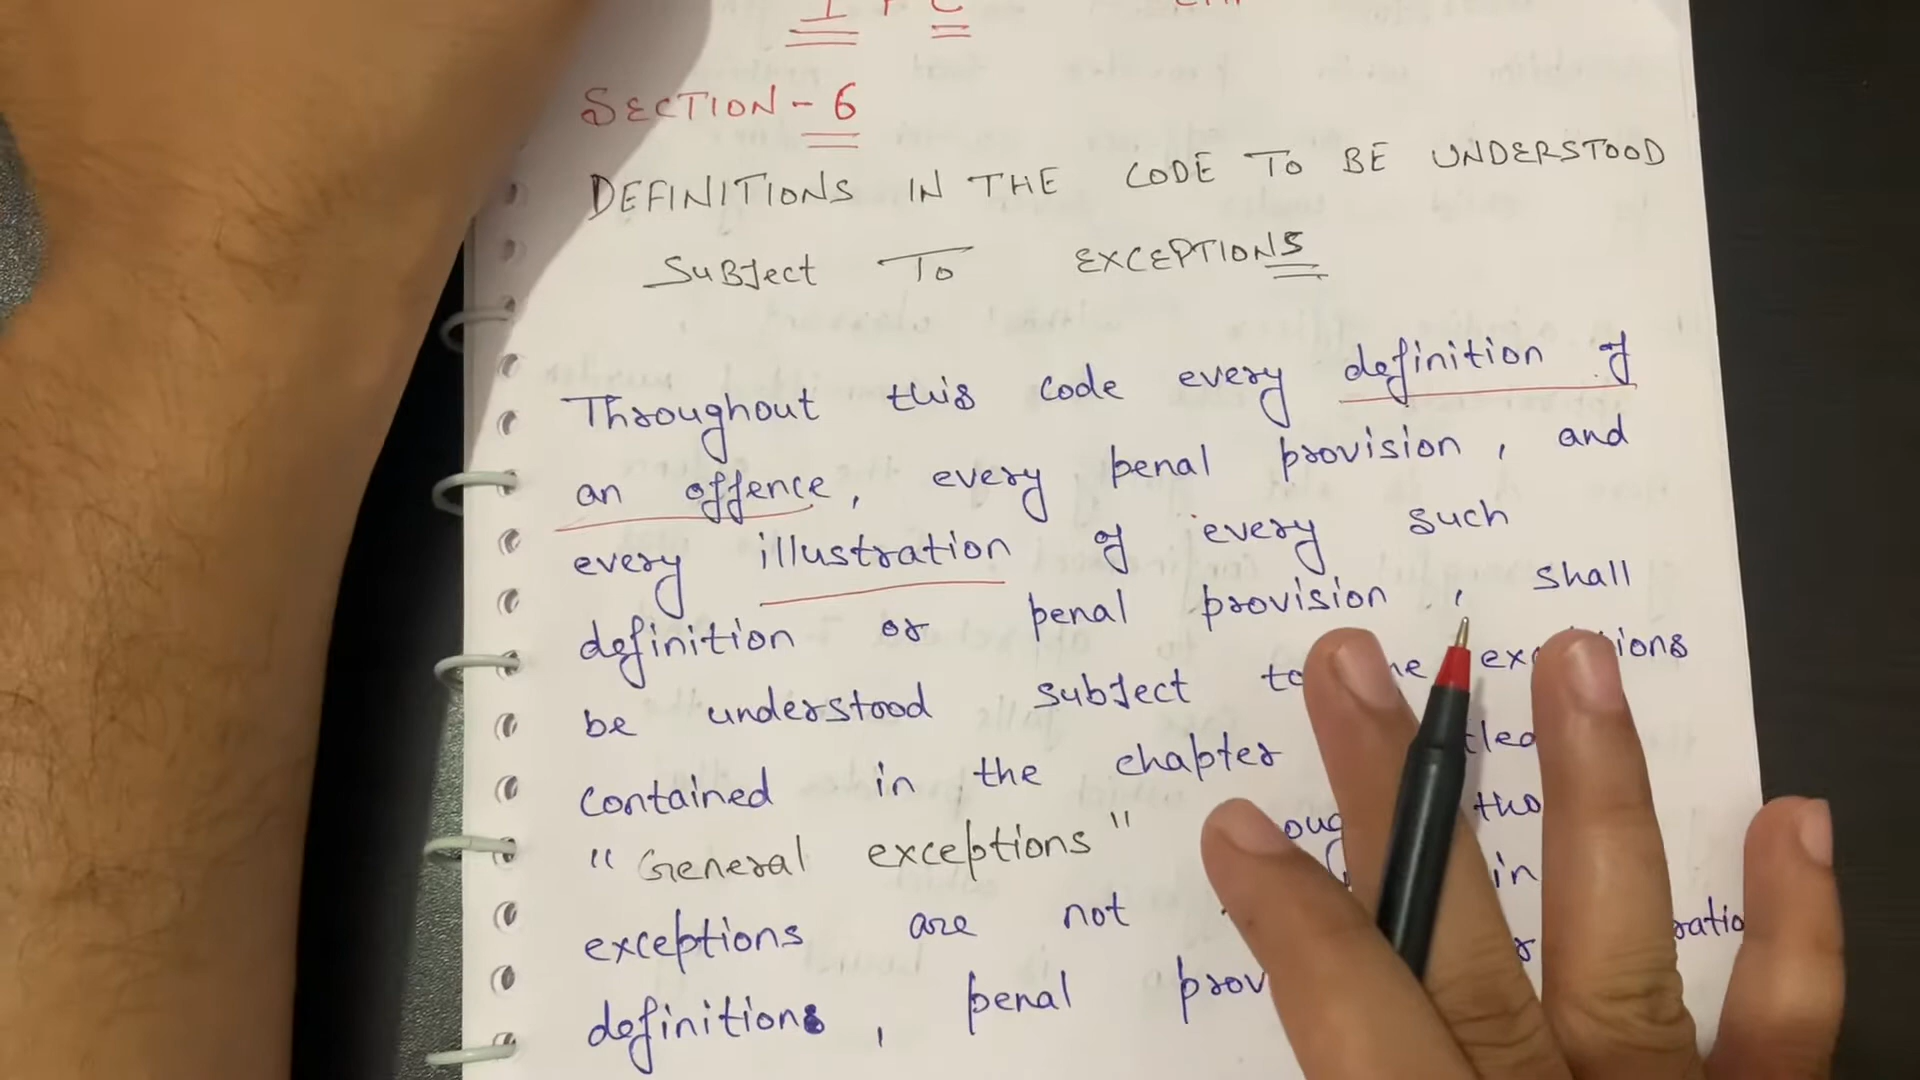 SECTION - 6
DEFINITIONS IN THE CODE TO BE UNDERSTOOD
SUBJECT TO EXCEPTIONS
Throughout this code every definition of
an offence, every penal provision, and
every illustration of every such
definition or penal provision, shall
be understood subject to
contained in the chapter
"General exceptions"
exceptions are not in
definitions, penal